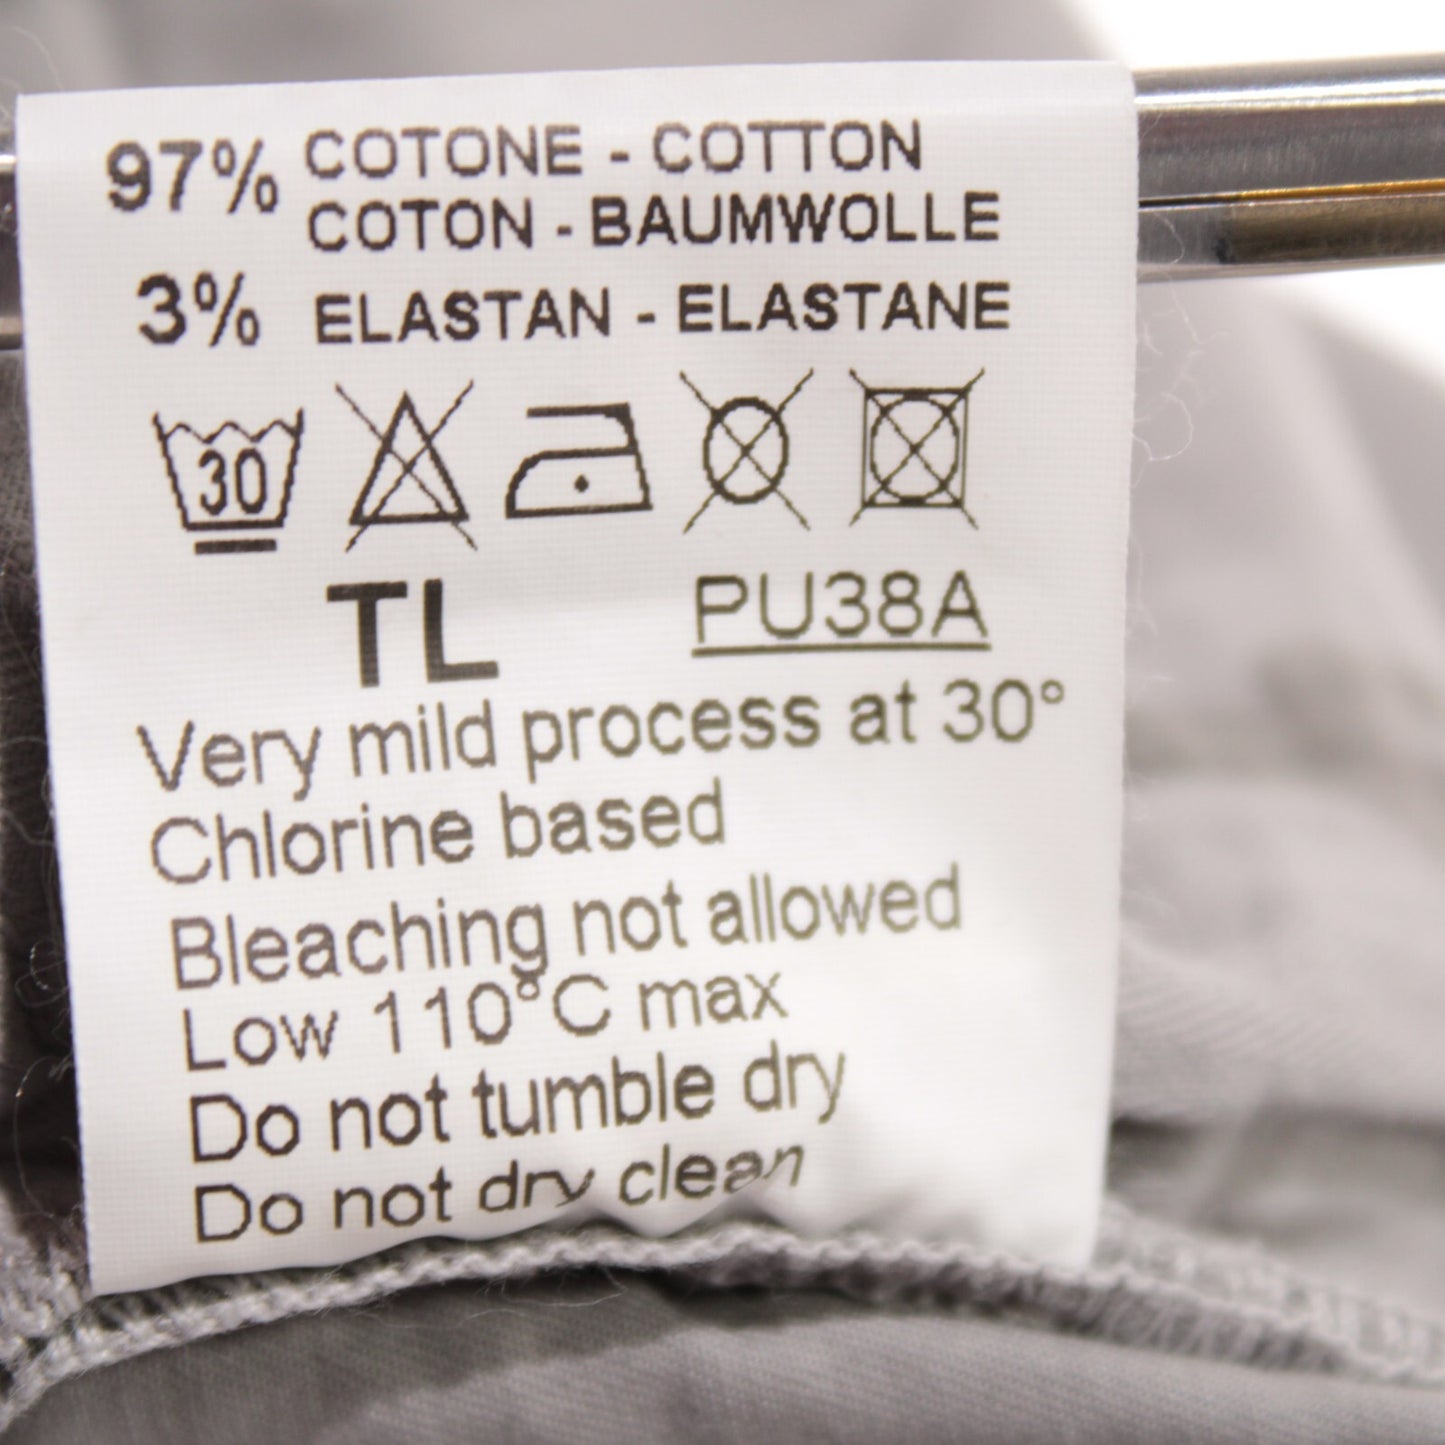 97% COTONE - COTTON
COTON - BAUMWOLLE
3% ELASTAN - ELASTANE
30
TL PU38A
Very mild process at 30°
Chlorine based
Bleaching not allowed
Low 110°C max
Do not tumble dry
Do not dry clean